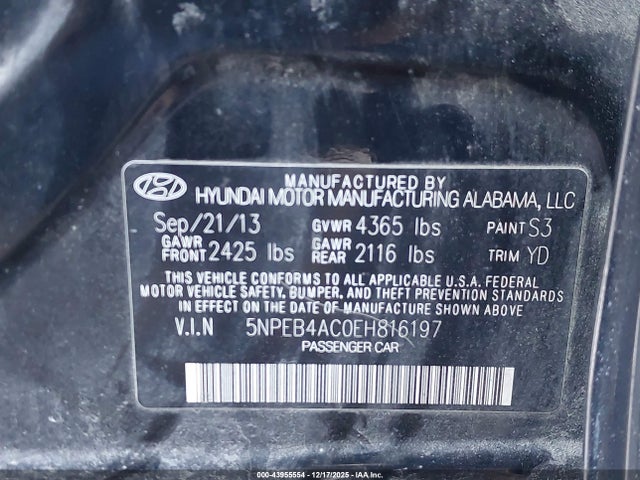 MANUFACTURED BY
HYUNDAI MOTOR MANUFACTURING ALABAMA, LLC
Sep/21/13 GVWR 4365 lbs PAINT S3
GAWR FRONT 2425 lbs GAWR REAR 2116 lbs TRIM YD
THIS VEHICLE CONFORMS TO ALL APPLICABLE U.S.A. FEDERAL
MOTOR VEHICLE SAFETY, BUMPER, AND THEFT PREVENTION
STANDARDS IN EFFECT ON THE DATE OF MANUFACTURE SHOWN ABOVE
V.I.N 5NPEB4AC0EH816197
PASSENGER CAR
000-43955554 - 12/17/2025 - IAA, INC.